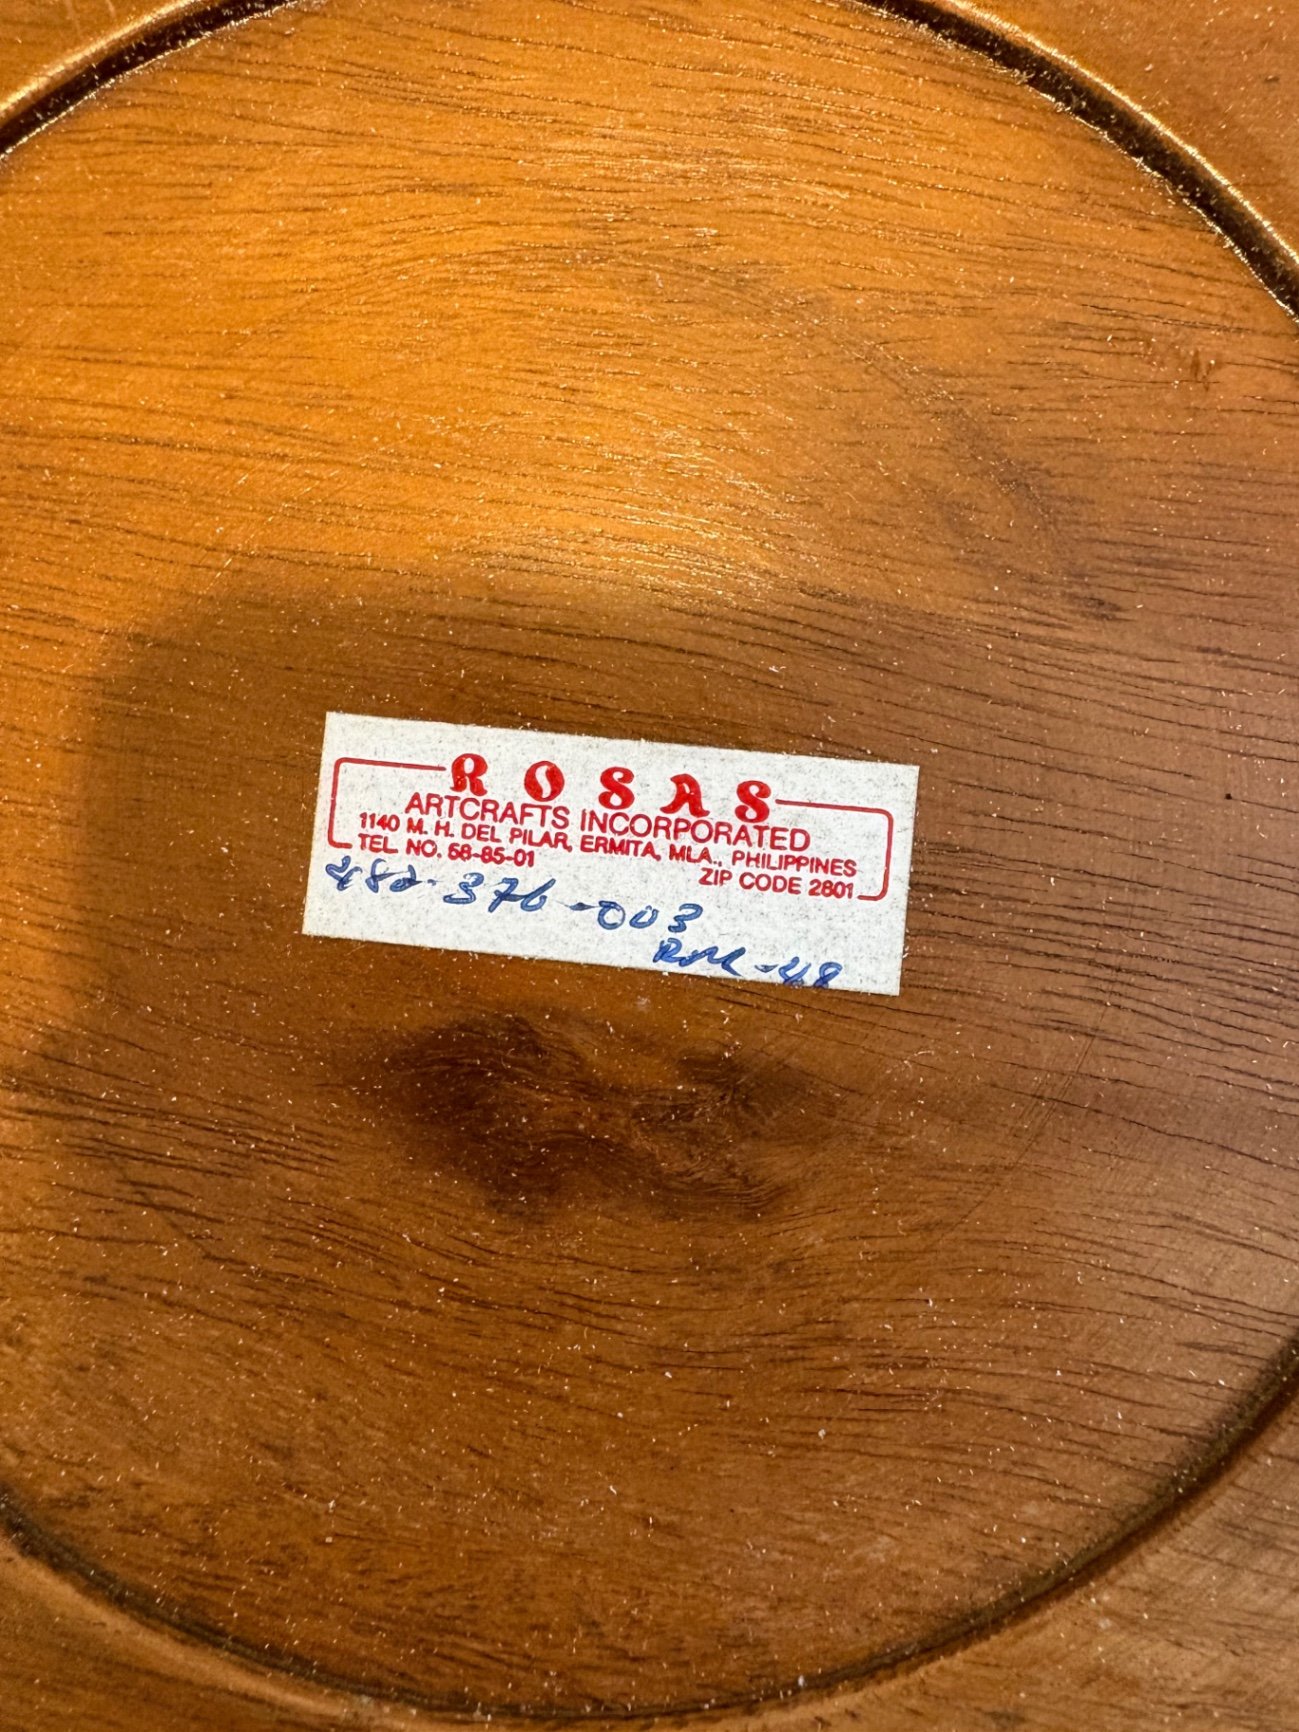 ROSAS
ARTCRAFTS INCORPORATED
1140 M. H. DEL PILAR, ERMITA, MLA., PHILIPPINES
TEL. NO. 58-85-01
ZIP CODE 2801
482-376-003
-48